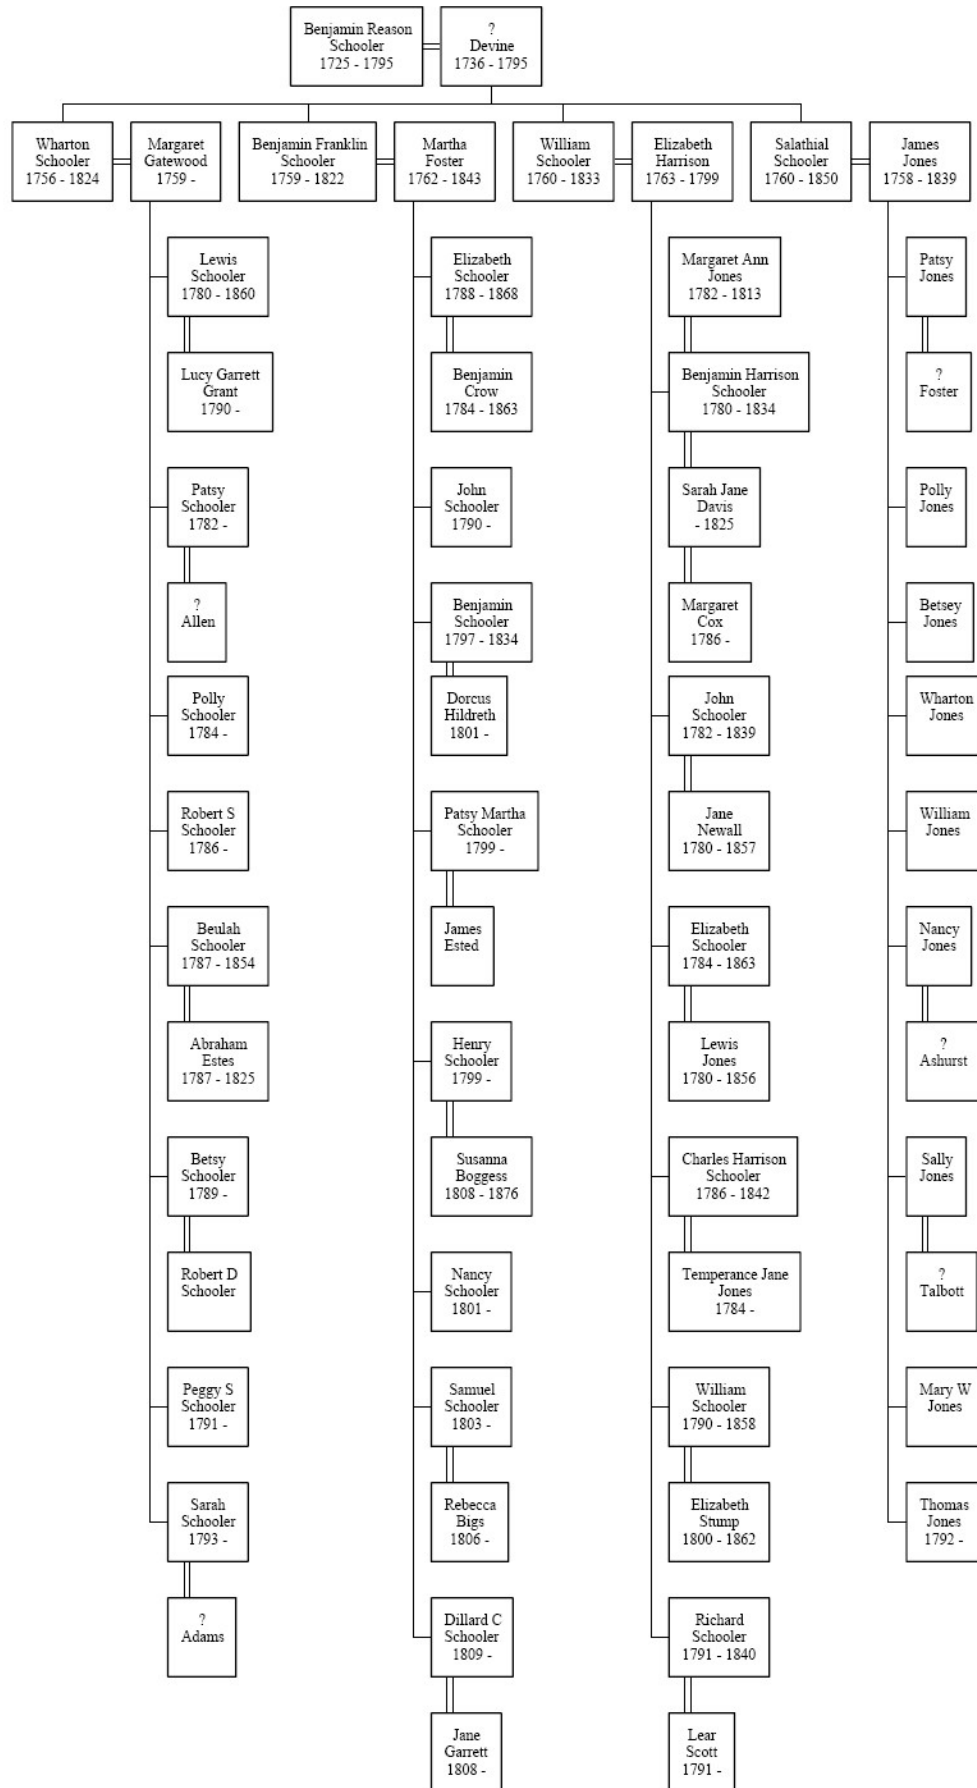 Benjamin Reason
Schooler
1725 - 1795
?
Devine
1736 - 1795
Wharton
Schooler
1756 - 1824
Margaret
Gatewood
1759 -
Benjamin Franklin
Schooler
1759 - 1822
Martha
Foster
1762 - 1843
William
Schooler
1760 - 1833
Elizabeth
Harrison
1763 - 1799
Salathial
Schooler
1760 - 1850
James
Jones
1758 - 1839
Lewis
Schooler
1780 - 1860
Lucy Garrett
Grant
1790 -
Patsy
Schooler
1782 -
?
Allen
Polly
Schooler
1784 -
Robert S
Schooler
1786 -
Beulah
Schooler
1787 - 1854
Abraham
Estes
1787 - 1825
Betsy
Schooler
1789 -
Robert D
Schooler
Peggy S
Schooler
1791 -
Sarah
Schooler
1793 -
?
Adams
Elizabeth
Schooler
1788 - 1868
Benjamin
Crow
1784 - 1863
John
Schooler
1790 -
Benjamin
Schooler
1797 - 1834
Dorcus
Hildreth
1801 -
Patsy Martha
Schooler
1799 -
James
Ested
Henry
Schooler
1799 -
Susanna
Boggess
1808 - 1876
Nancy
Schooler
1801 -
Samuel
Schooler
1803 -
Rebecca
Bigs
1806 -
Dillard C
Schooler
1809 -
Jane
Garrett
1808 -
Margaret Ann
Jones
1782 - 1813
Benjamin Harrison
Schooler
1780 - 1834
Sarah Jane
Davis
- 1825
Margaret
Cox
1786 -
John
Schooler
1782 - 1839
Jane
Newall
1780 - 1857
Elizabeth
Schooler
1784 - 1863
Lewis
Jones
1780 - 1856
Charles Harrison
Schooler
1786 - 1842
Temperance Jane
Jones
1784 -
William
Schooler
1790 - 1858
Elizabeth
Stump
1800 - 1862
Richard
Schooler
1791 - 1840
Lear
Scott
1791 -
Patsy
Jones
?
Foster
Polly
Jones
Betsey
Jones
Wharton
Jones
William
Jones
Nancy
Jones
?
Ashurst
Sally
Jones
?
Talbott
Mary W
Jones
Thomas
Jones
1792 -